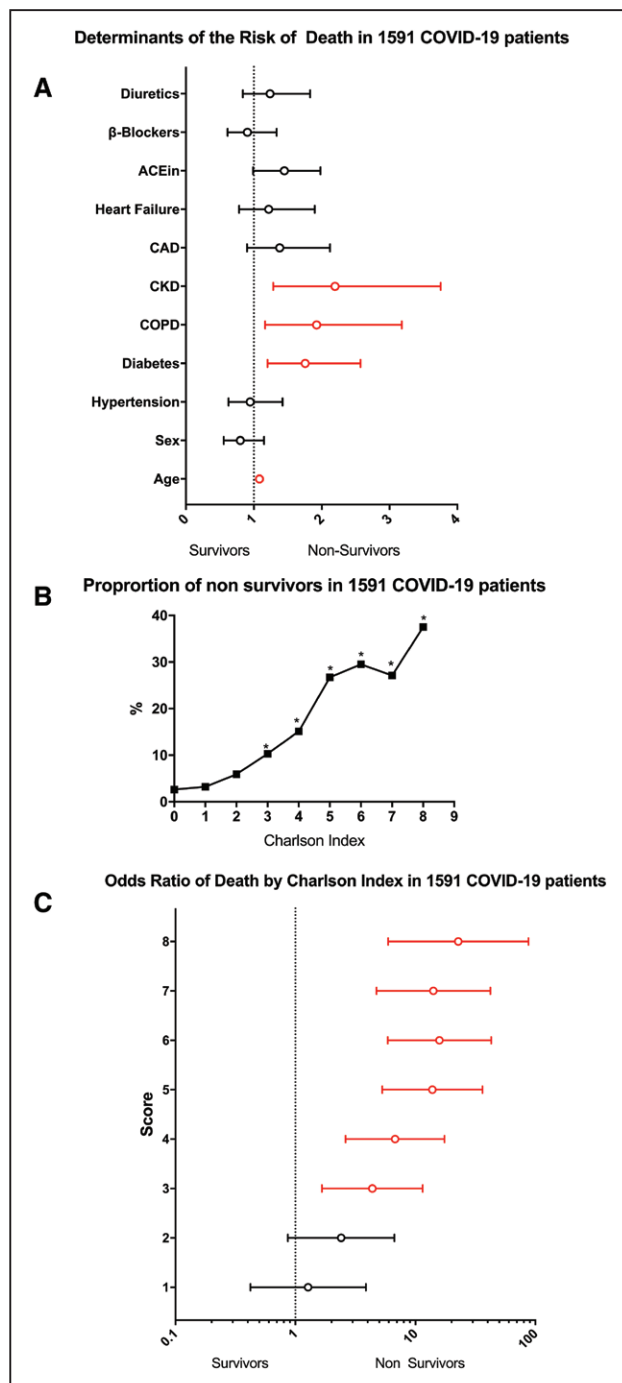 Determinants of the Risk of Death in 1591 COVID-19 patients
A
Diuretics
β-Blockers
ACEin
Heart Failure
CAD
CKD
COPD
Diabetes
Hypertension
Sex
Age
0 1 2 3 4
Survivors Non-Survivors
B
Proportion of non survivors in 1591 COVID-19 patients
40
30
20
10
0
%
* * * * * *
0 1 2 3 4 5 6 7 8 9
Charlson Index
Odds Ratio of Death by Charlson Index in 1591 COVID-19 patients
C
8
7
6
5
4
3
2
1
Score
0.1 1 10 100
Survivors Non Survivors